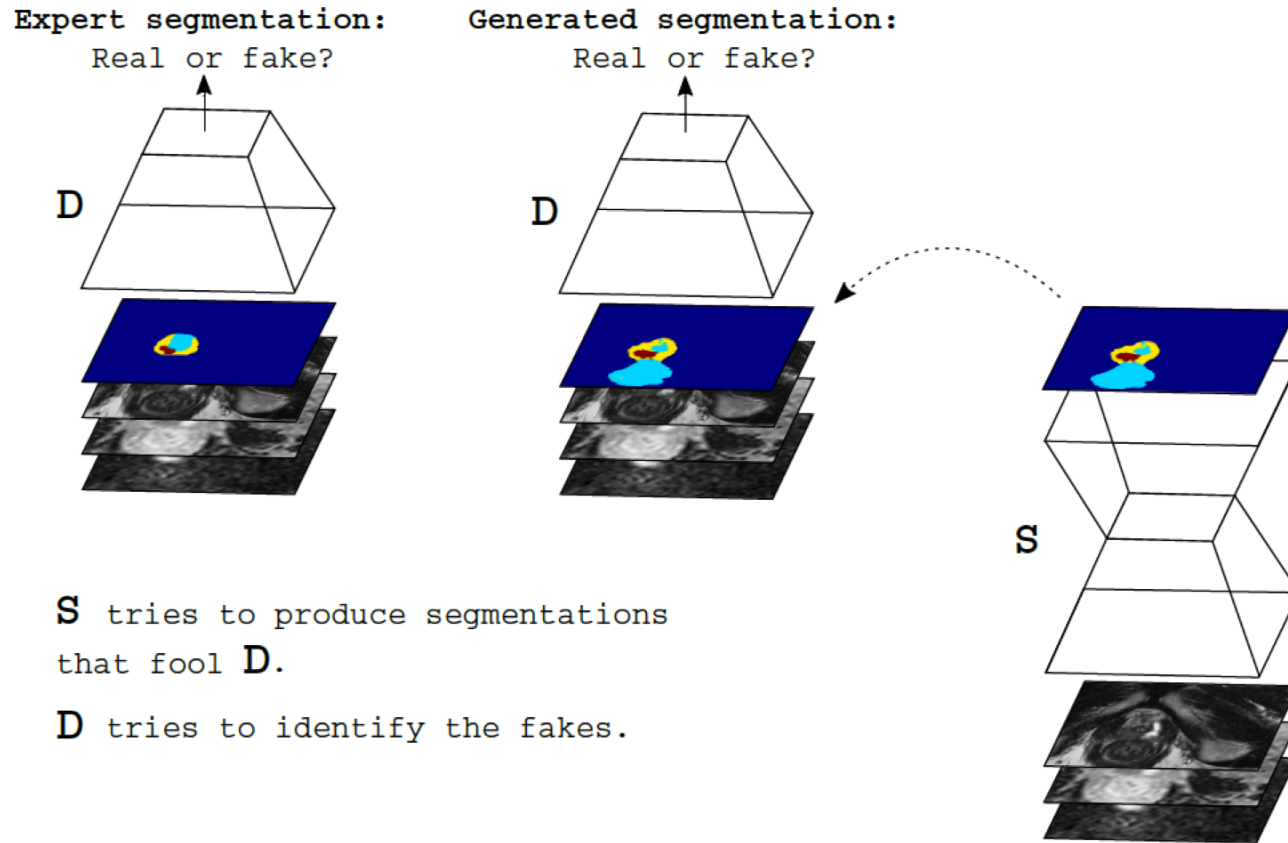 Expert segmentation:
Real or fake?
Generated segmentation:
Real or fake?
D
D
S
S tries to produce segmentations
that fool D.
D tries to identify the fakes.